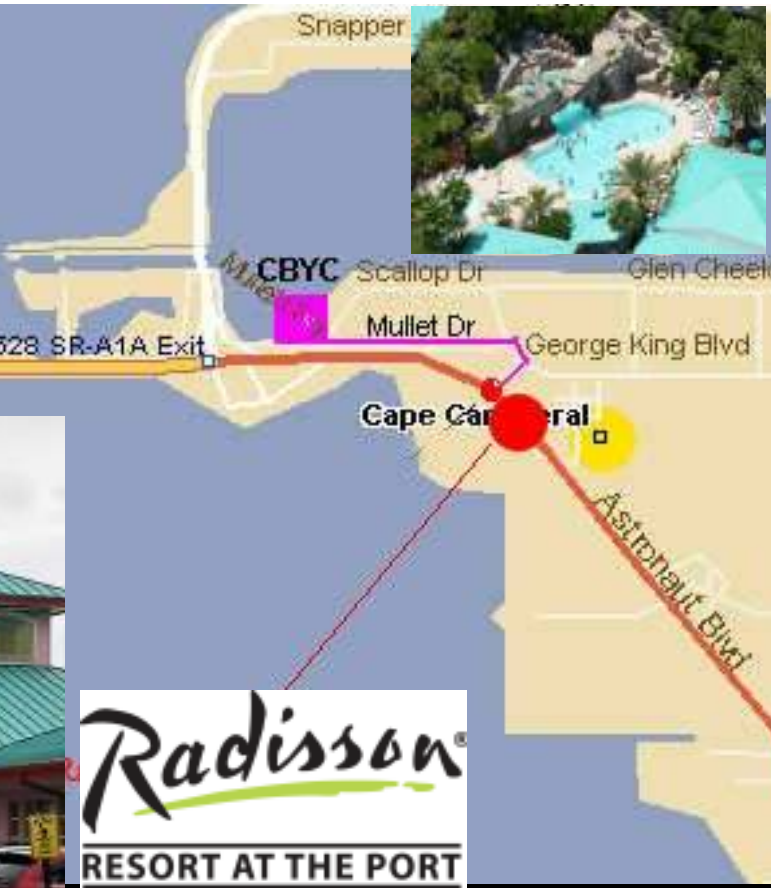 Snapper
CBYC
Scallop Dr
Glen Cheek
Mullet Dr
528 SR-A1A Exit
George King Blvd
Cape Canaveral
Astronaut Blvd
Radisson®
RESORT AT THE PORT